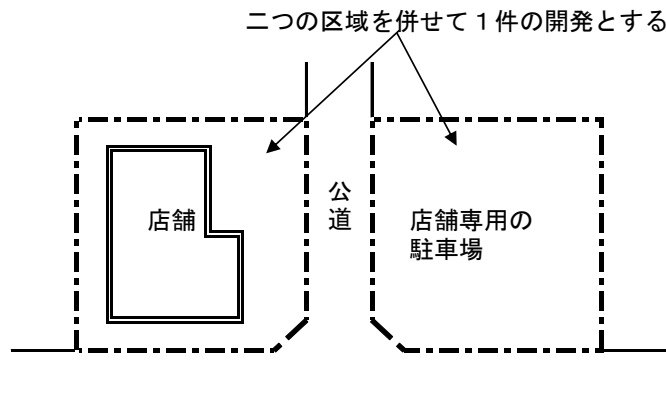 二つの区域を併せて１件の開発とする
店舗
公道
店舗専用の
駐車場